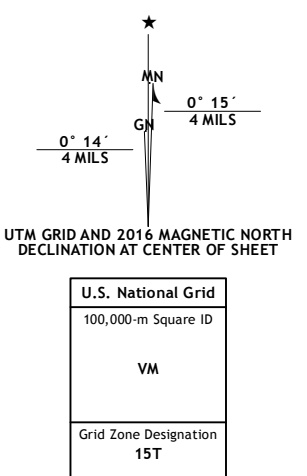 ★
MN
0° 15´
4 MILS
GN
0° 14´
4 MILS
UTM GRID AND 2016 MAGNETIC NORTH
DECLINATION AT CENTER OF SHEET
U.S. National Grid
100,000-m Square ID
VM
Grid Zone Designation
15T